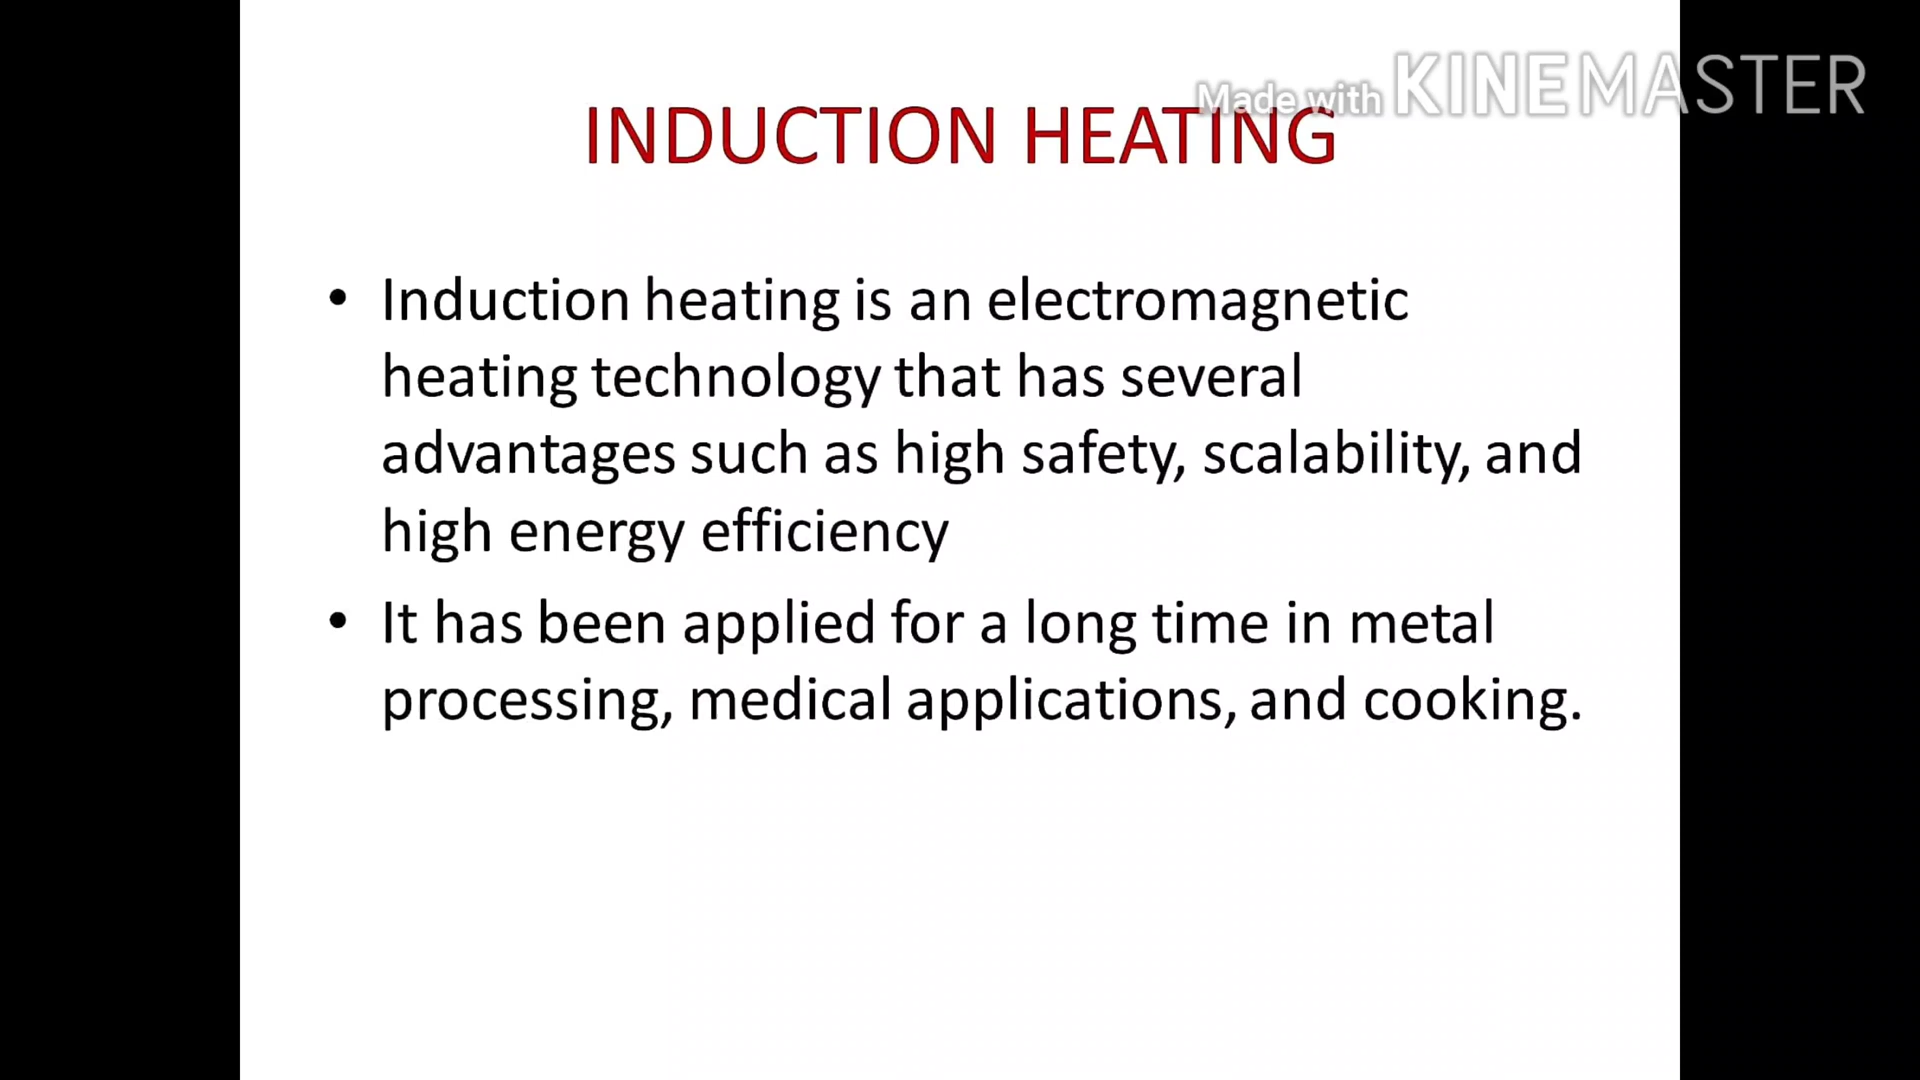 Made with KINEMASTER
INDUCTION HEATING
• Induction heating is an electromagnetic
heating technology that has several
advantages such as high safety, scalability, and
high energy efficiency
• It has been applied for a long time in metal
processing, medical applications, and cooking.